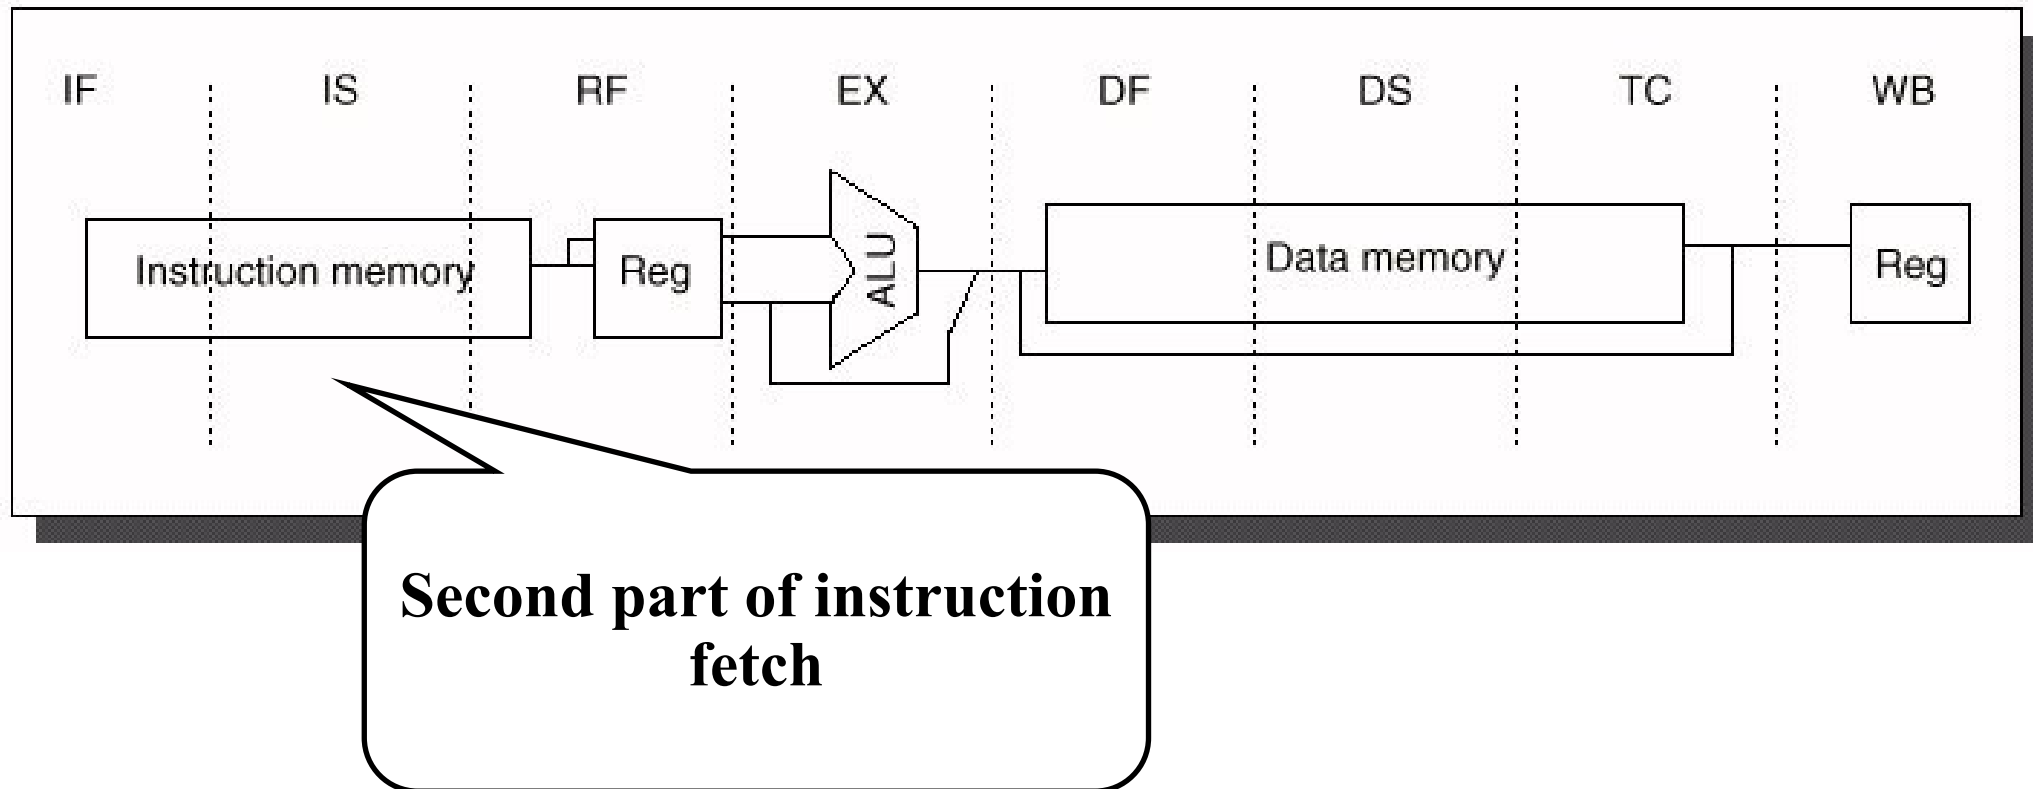 IF IS RF EX DF DS TC WB
Instruction memory Reg ALU Data memory Reg
Second part of instruction
fetch